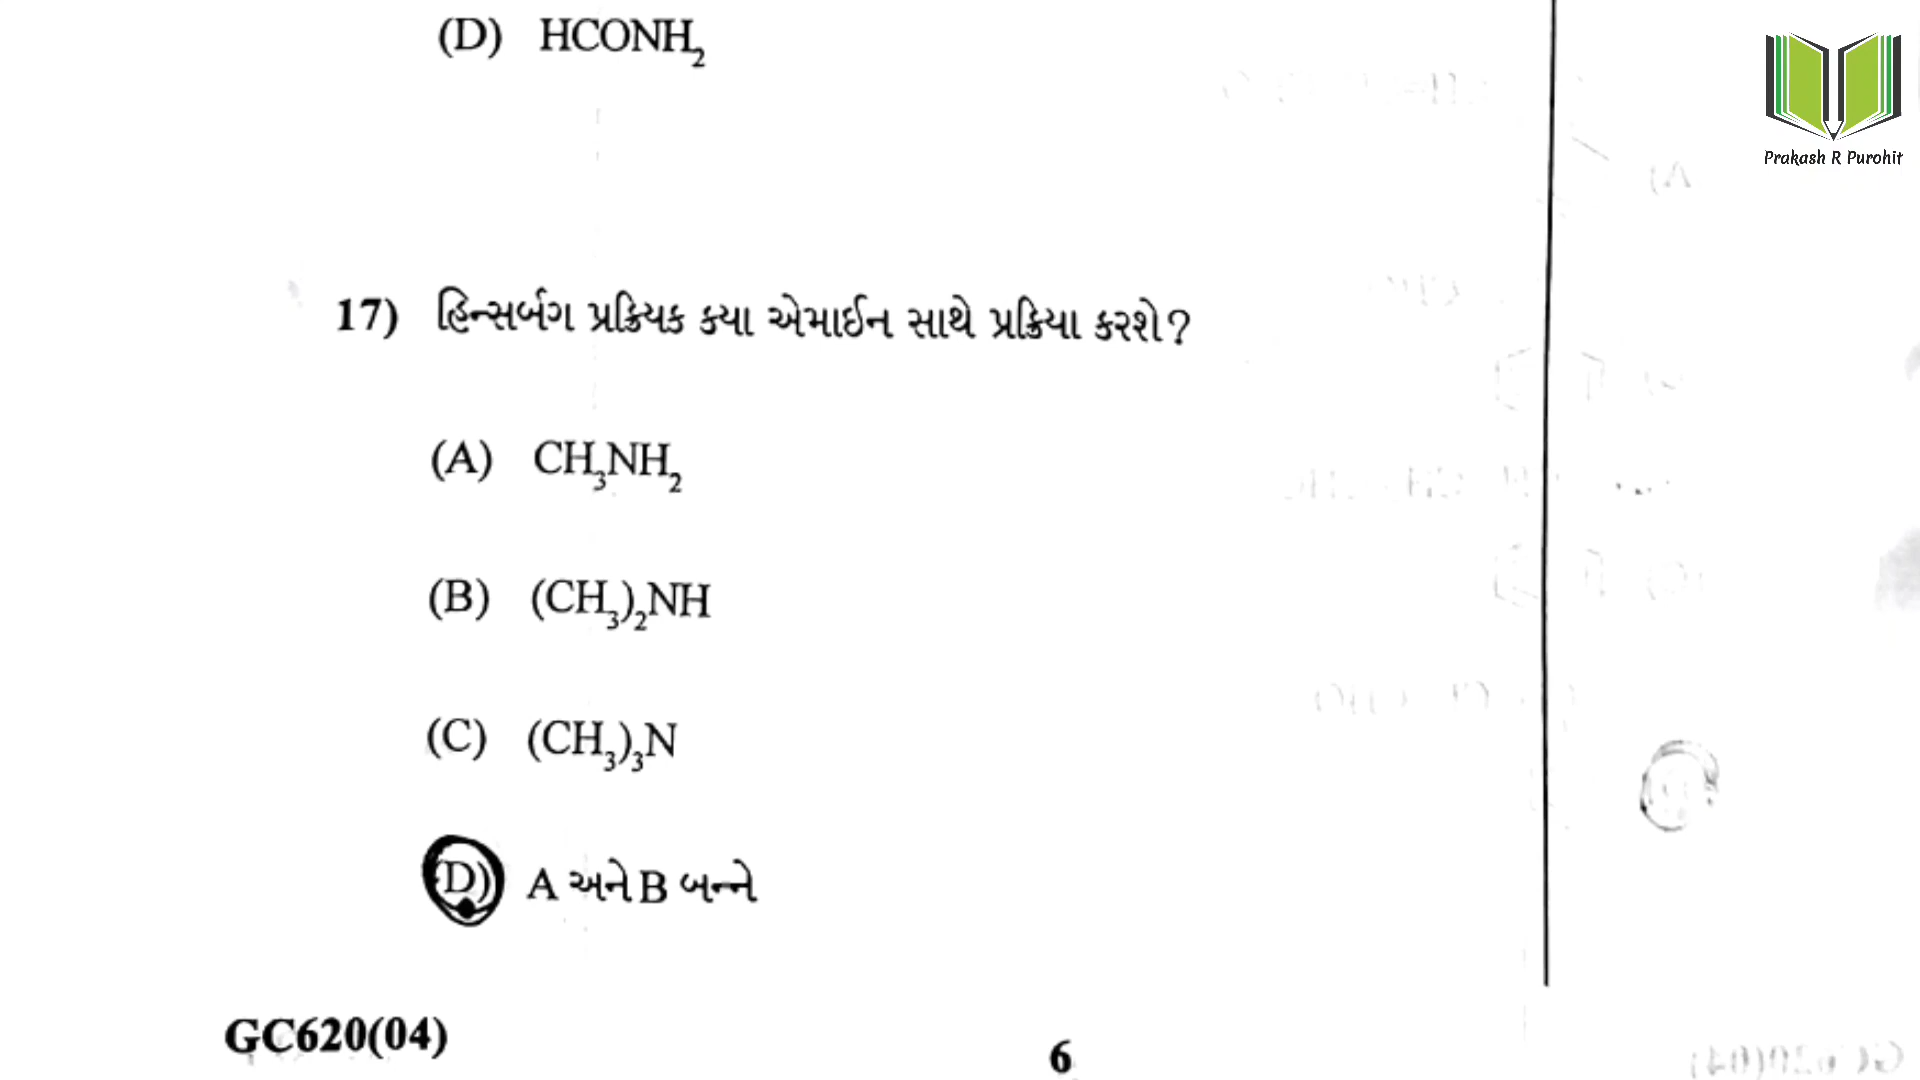 (D) HCONH₂
Prakash R Purohit
17) હિન્સબર્ગ પ્રક્રિયક ક્યા એમાઈન સાથે પ્રક્રિયા કરશે?
(A) CH₃NH₂
(B) (CH₃)₂NH
(C) (CH₃)₃N
(D) A અને B બન્ને
GC620(04)
6